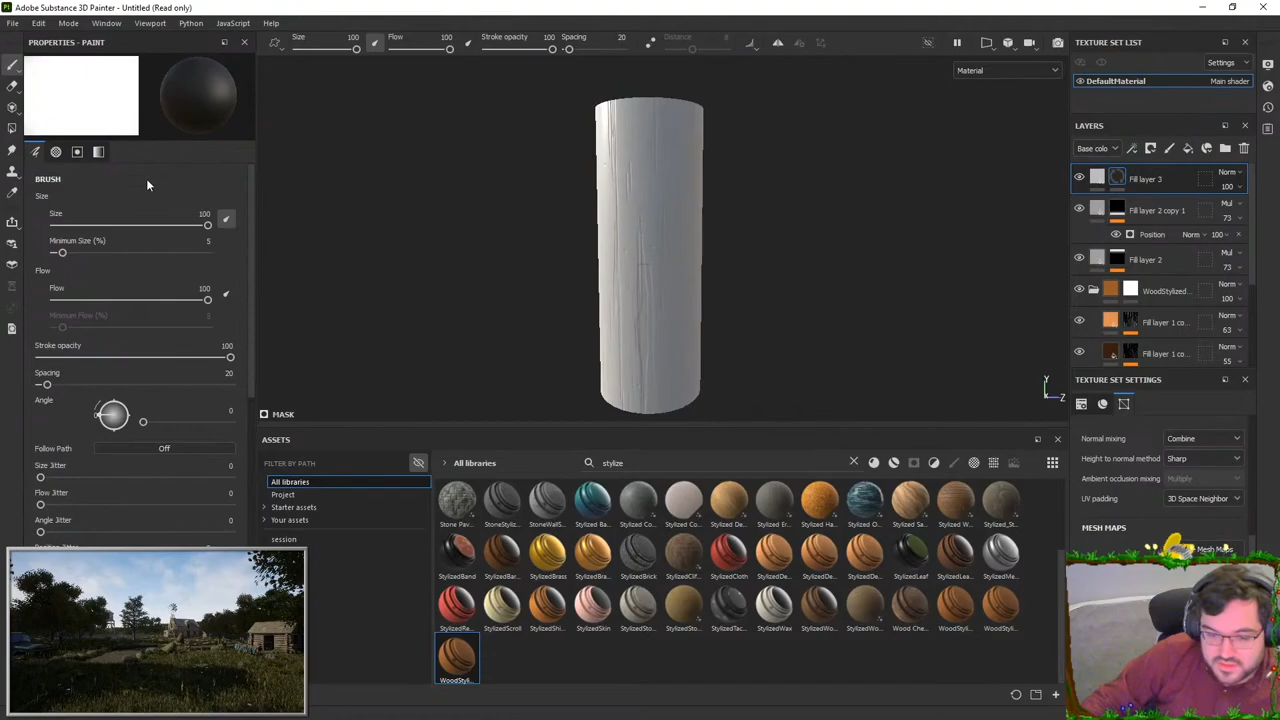 Adobe Substance 3D Painter - Untitled (Read only)
File Edit Mode Window Viewport Python JavaScript Help
PROPERTIES - PAINT
Size 100 Flow 100 Stroke opacity 100 Spacing 20 Distance 8
Material
TEXTURE SET LIST
Settings
DefaultMaterial Main shader
LAYERS
Base colo
Fill layer 3 Norm 100
Fill layer 2 copy 1 Mul 73
Position Norm 100
Fill layer 2 Mul 73
WoodStylized... Norm 100
Fill layer 1 co... Norm 63
Fill layer 1 co... Norm 55
TEXTURE SET SETTINGS
Normal mixing Combine
Height to normal method Sharp
Ambient occlusion mixing Multiply
UV padding 3D Space Neighbor
MESH MAPS
Mesh Maps
BRUSH
Size
Size 100
Minimum Size (%) 5
Flow
Flow 100
Minimum Flow (%)
Stroke opacity 100
Spacing 20
Angle 0
Follow Path Off
Size Jitter 0
Flow Jitter 0
Angle Jitter 0
MASK
ASSETS
FILTER BY PATH
All libraries
Project
Starter assets
Your assets
session
All libraries stylize
Stone Pav... StoneStyliz... StoneWallS... Stylized Ba... Stylized Co... Stylized Co... Stylized De... Stylized Er... Stylized Ha... Stylized O... Stylized Sa... Stylized W... Stylized_St...
StylizedBand StylizedBar... StylizedBrass StylizedBra... StylizedBrick StylizedClif... StylizedCloth StylizedDe... StylizedDe... StylizedDe... StylizedLeaf StylizedLea... StylizedMe...
StylizedRe... StylizedScroll StylizedShi... StylizedSkin StylizedSto... StylizedSto... StylizedTac... StylizedWax StylizedWo... StylizedWo... Wood Che... WoodStyli... WoodStyli...
WoodStyli...